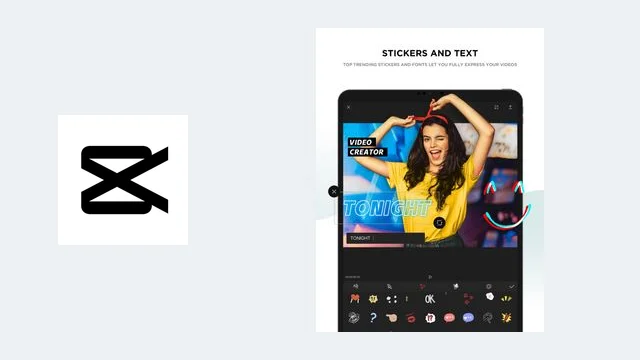 STICKERS AND TEXT
TOP TRENDING STICKERS AND FONTS LET YOU FULLY EXPRESS YOUR VIDEOS
VIDEO
CREATOR
TONIGHT
TONIGHT
OK